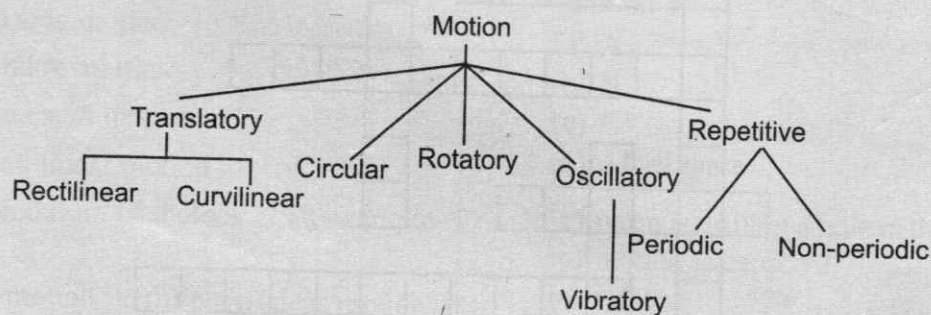 Motion
Translatory
Repetitive
Circular
Rotatory
Oscillatory
Rectilinear
Curvilinear
Periodic
Non-periodic
Vibratory